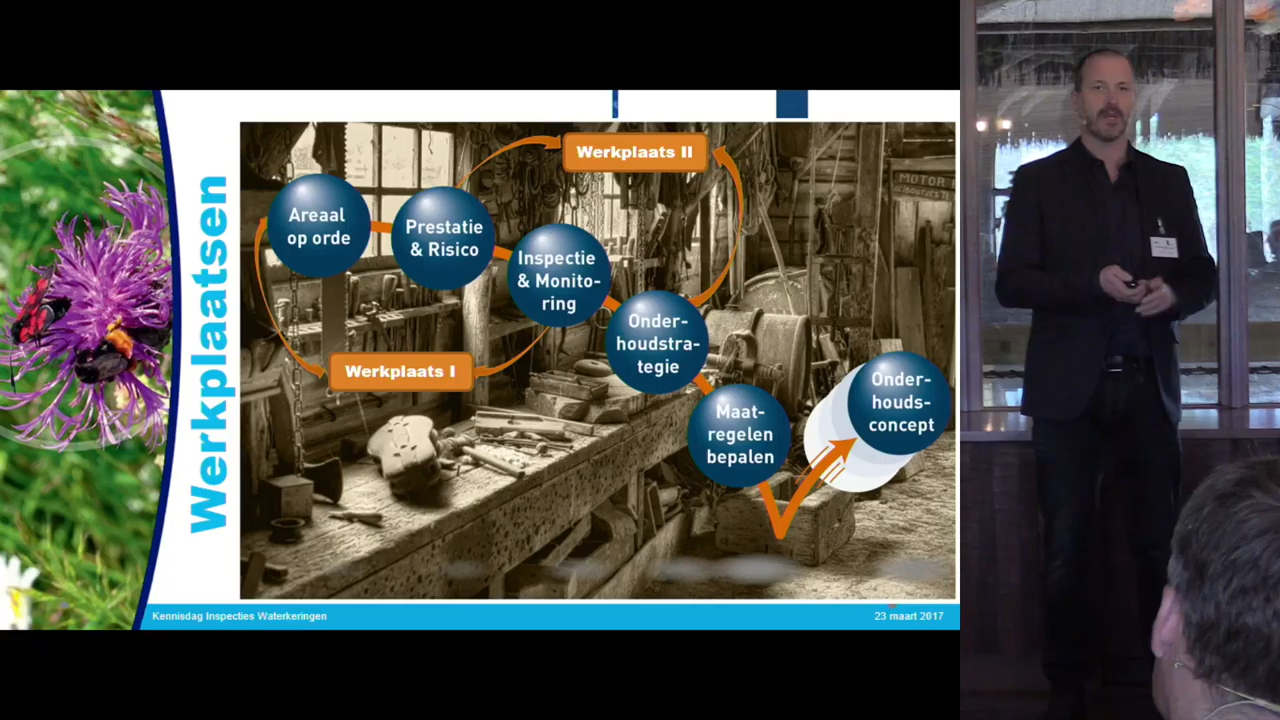 Werkplaatsen
Werkplaats II
Areaal
op orde
Prestatie
& Risico
Inspectie
& Monito-
ring
Onder-
houdstra-
tegie
Werkplaats I
Maat-
regelen
bepalen
Onder-
houds-
concept
MOTOR
Kennisdag Inspecties Waterkeringen
23 maart 2017